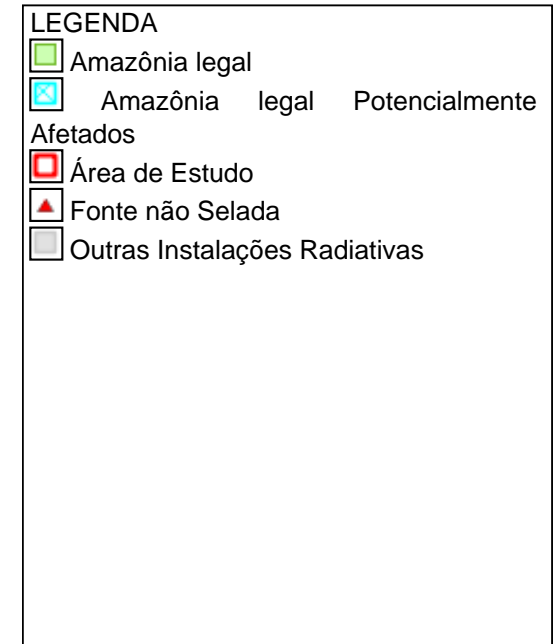 LEGENDA
Amazônia legal
Amazônia legal Potencialmente
Afetados
Área de Estudo
Fonte não Selada
Outras Instalações Radiativas